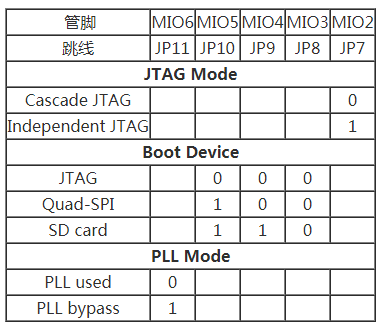 管脚 MIO6 MIO5 MIO4 MIO3 MIO2
跳线 JP11 JP10 JP9 JP8 JP7
JTAG Mode
Cascade JTAG 0
Independent JTAG 1
Boot Device
JTAG 0 0 0
Quad-SPI 1 0 0
SD card 1 1 0
PLL Mode
PLL used 0
PLL bypass 1